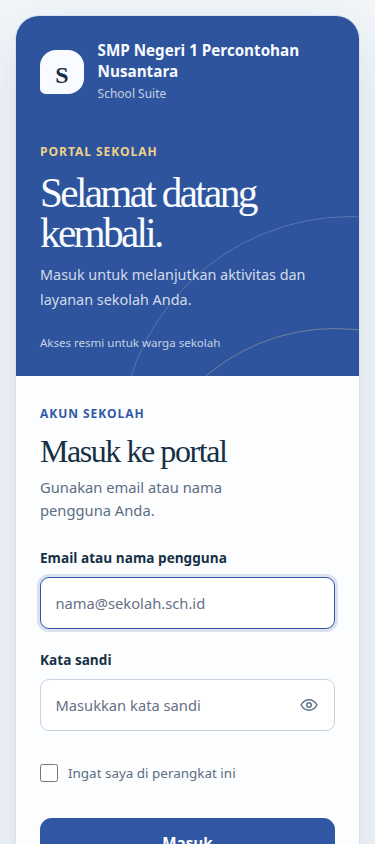 S
SMP Negeri 1 Percontohan
Nusantara
School Suite
PORTAL SEKOLAH
Selamat datang
kembali.
Masuk untuk melanjutkan aktivitas dan
layanan sekolah Anda.
Akses resmi untuk warga sekolah
AKUN SEKOLAH
Masuk ke portal
Gunakan email atau nama
pengguna Anda.
Email atau nama pengguna
nama@sekolah.sch.id
Kata sandi
Masukkan kata sandi
Ingat saya di perangkat ini
Masuk